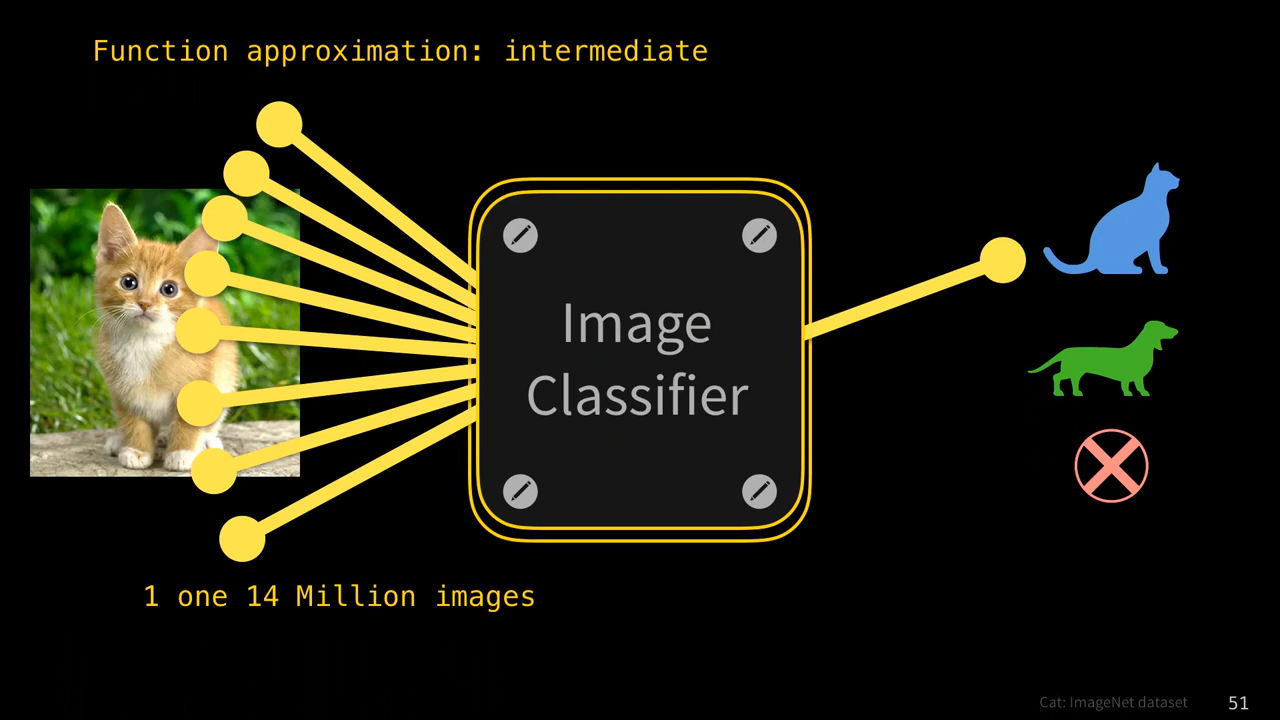 Function approximation: intermediate
Image
Classifier
1 one 14 Million images
Cat: ImageNet dataset
51